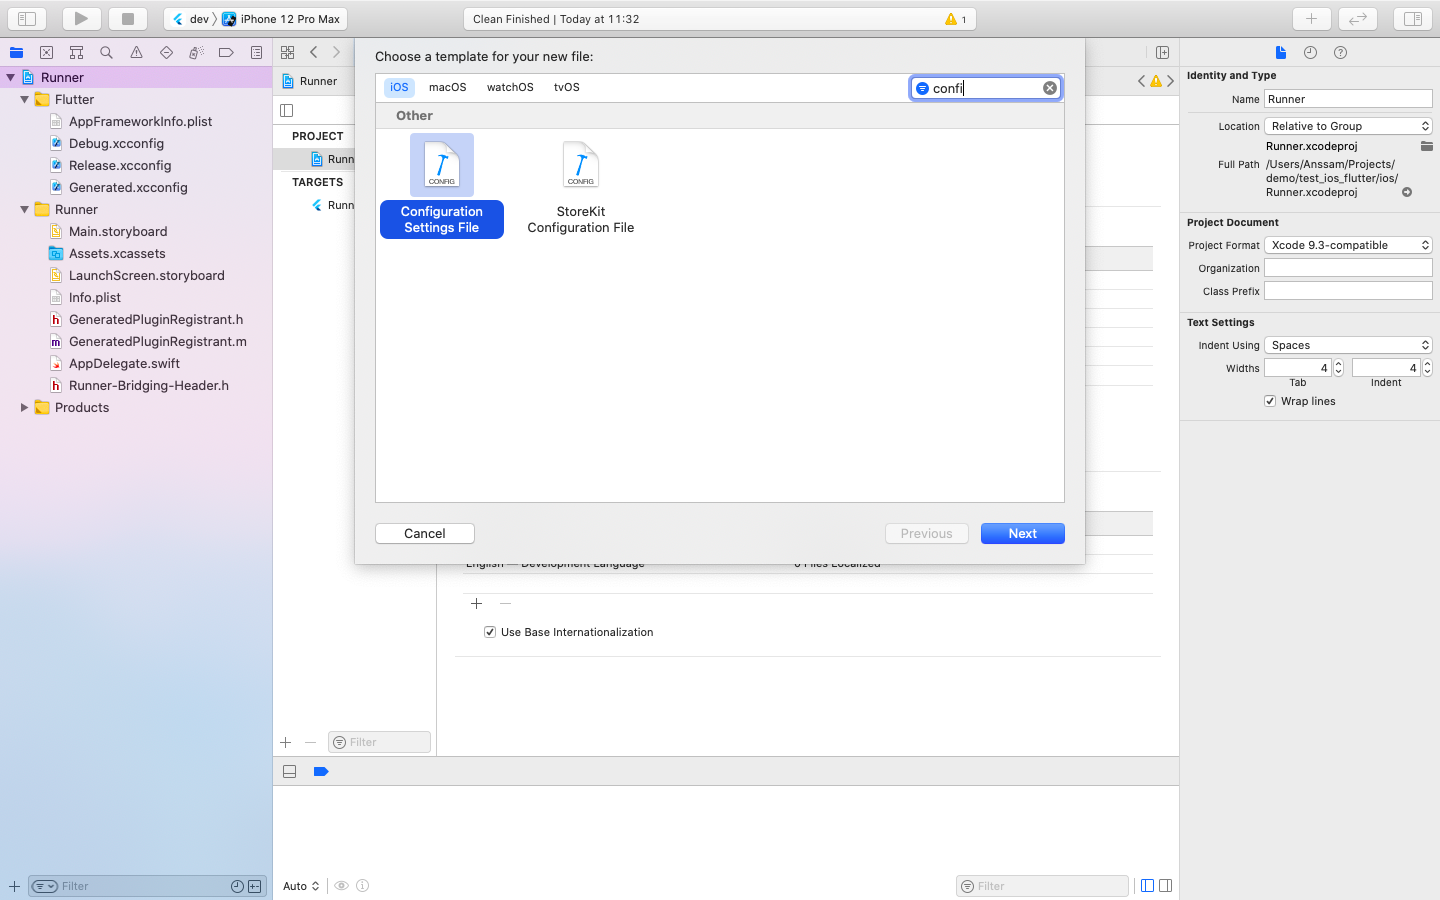 dev
iPhone 12 Pro Max
Clean Finished | Today at 11:32
1
Runner
Flutter
AppFrameworkInfo.plist
Debug.xcconfig
Release.xcconfig
Generated.xcconfig
Runner
Main.storyboard
Assets.xcassets
LaunchScreen.storyboard
Info.plist
GeneratedPluginRegistrant.h
GeneratedPluginRegistrant.m
AppDelegate.swift
Runner-Bridging-Header.h
Products
Filter
Runner
PROJECT
Runn
TARGETS
Runn
Filter
Choose a template for your new file:
iOS
macOS
watchOS
tvOS
confi
Other
CONFIG
Configuration
Settings File
CONFIG
StoreKit
Configuration File
Cancel
Previous
Next
English — Development Language
0 Files Localized
Use Base Internationalization
Auto
Filter
Identity and Type
Name Runner
Location Relative to Group
Runner.xcodeproj
Full Path /Users/Anssam/Projects/
demo/test_ios_flutter/ios/
Runner.xcodeproj
Project Document
Project Format Xcode 9.3-compatible
Organization
Class Prefix
Text Settings
Indent Using Spaces
Widths 4 4
Tab Indent
Wrap lines